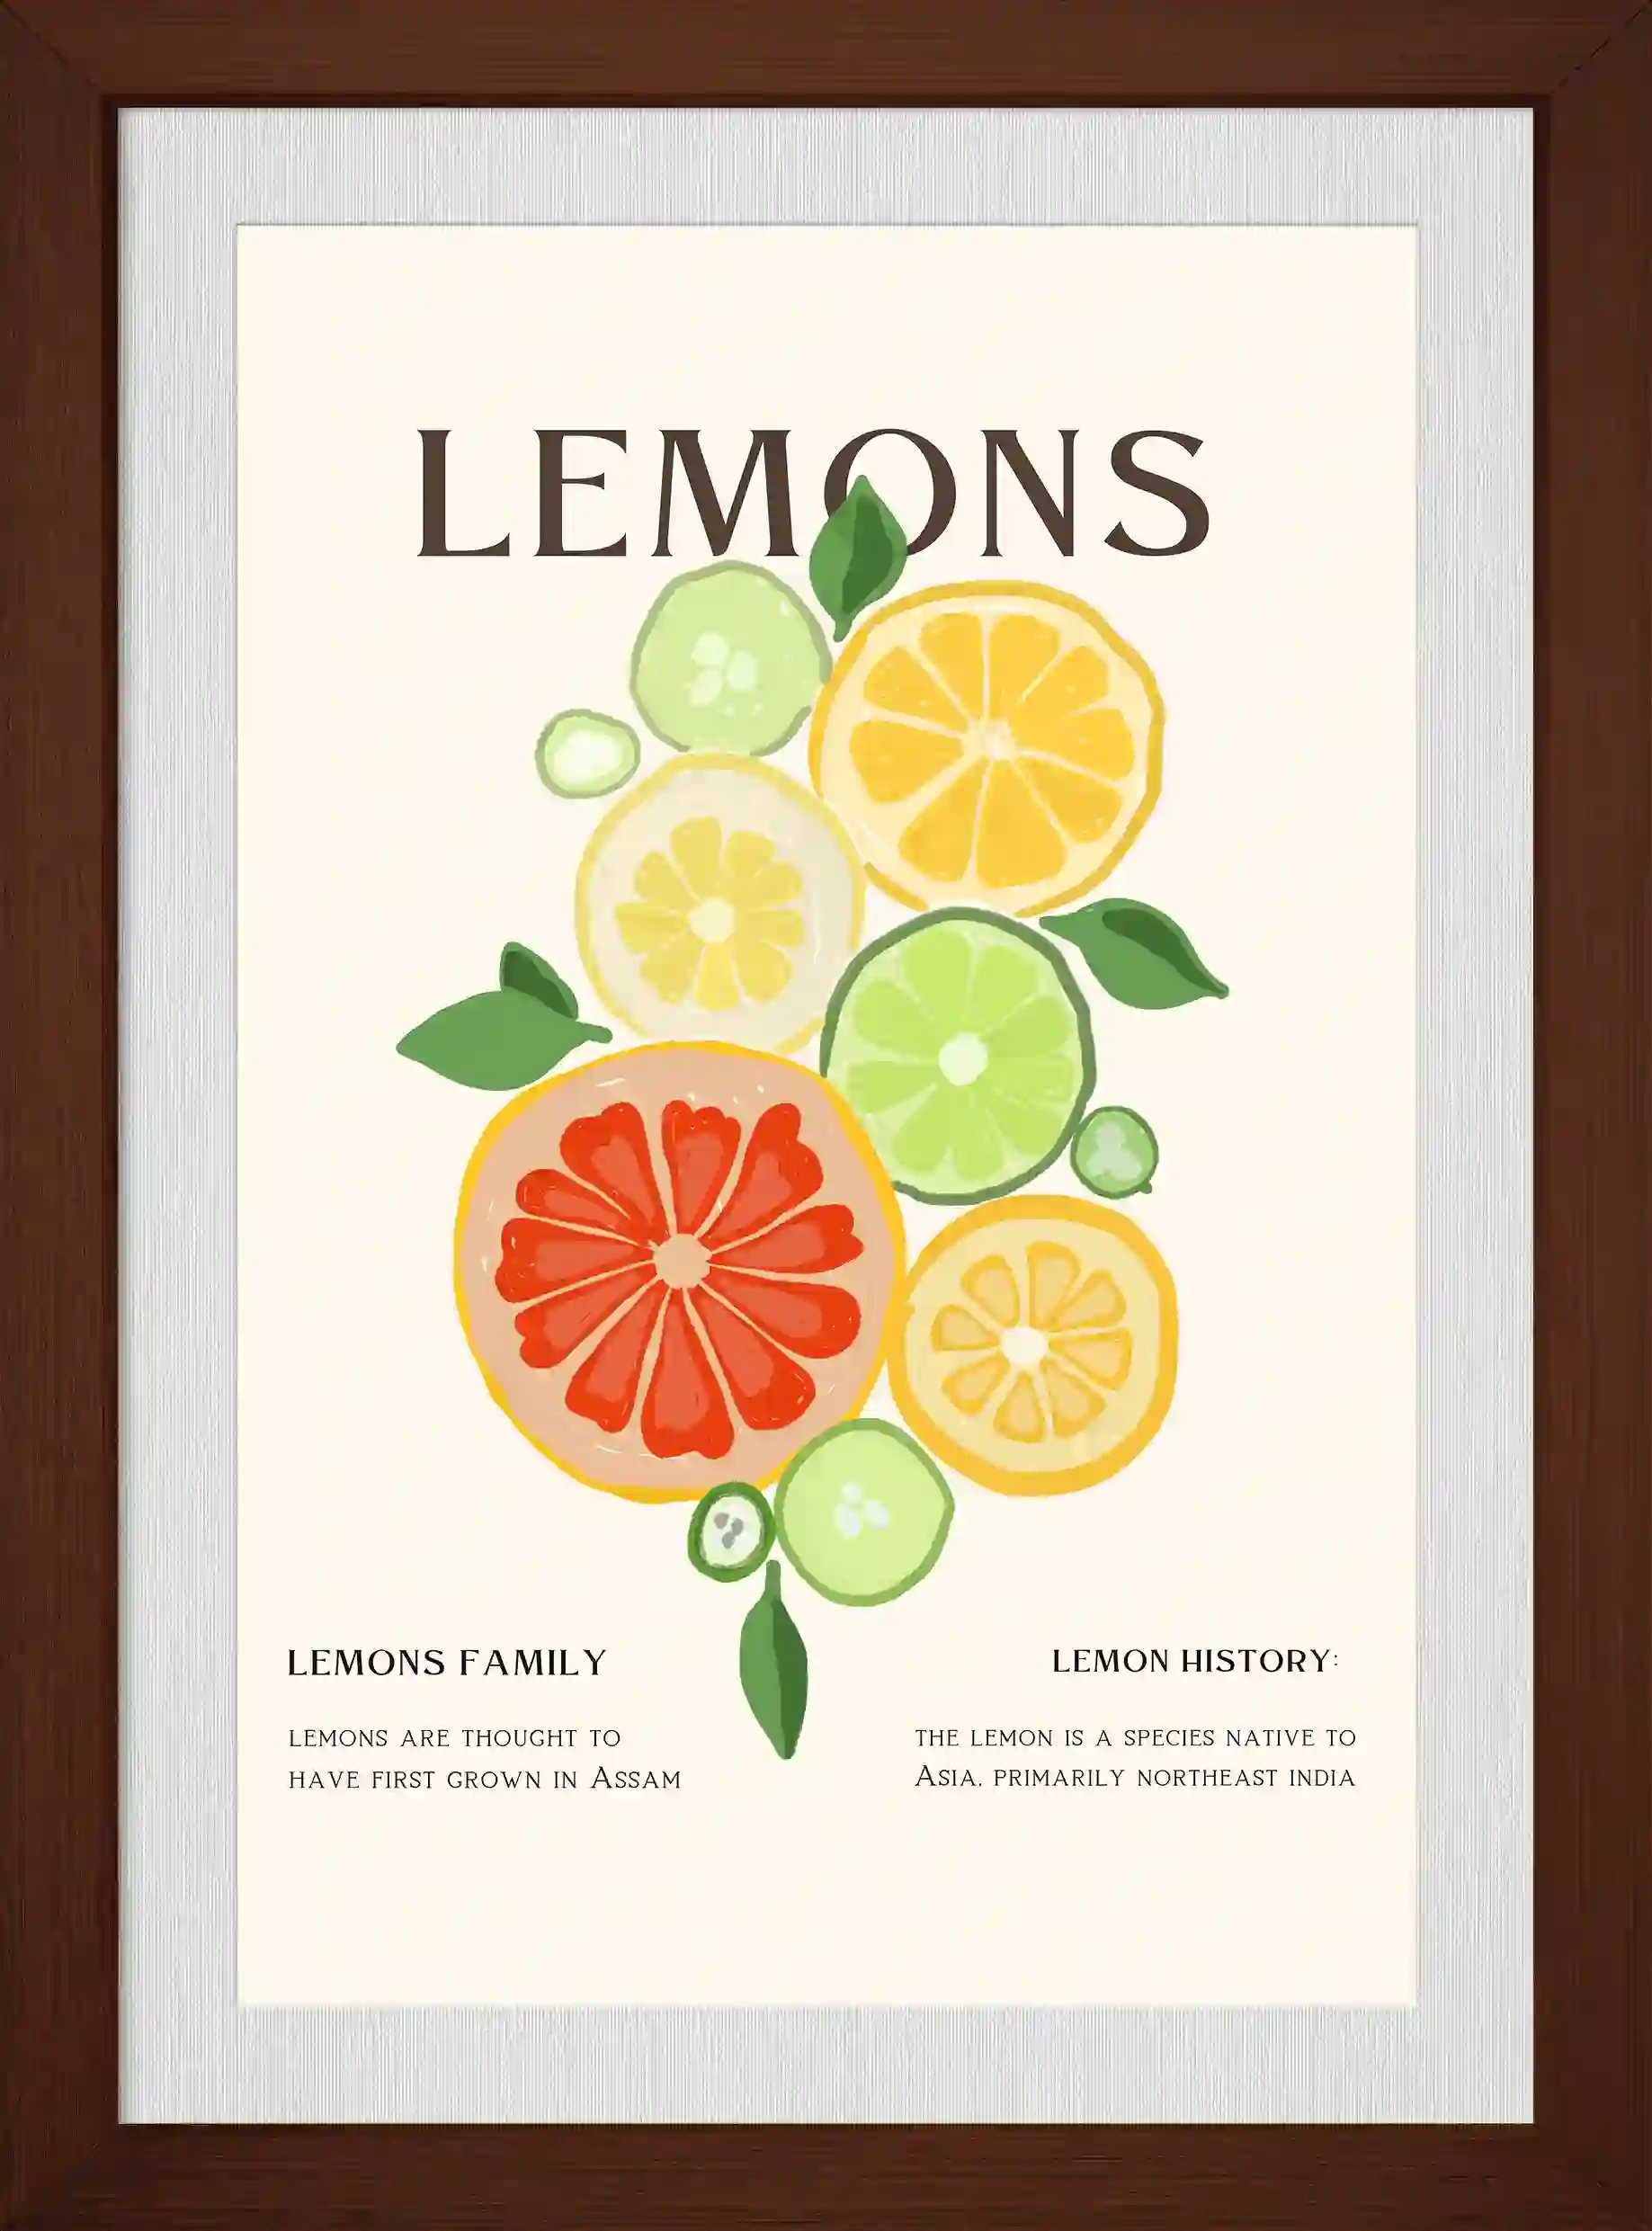 LEMONS
LEMONS FAMILY
LEMONS ARE THOUGHT TO
HAVE FIRST GROWN IN ASSAM
LEMON HISTORY:
THE LEMON IS A SPECIES NATIVE TO
ASIA, PRIMARILY NORTHEAST INDIA